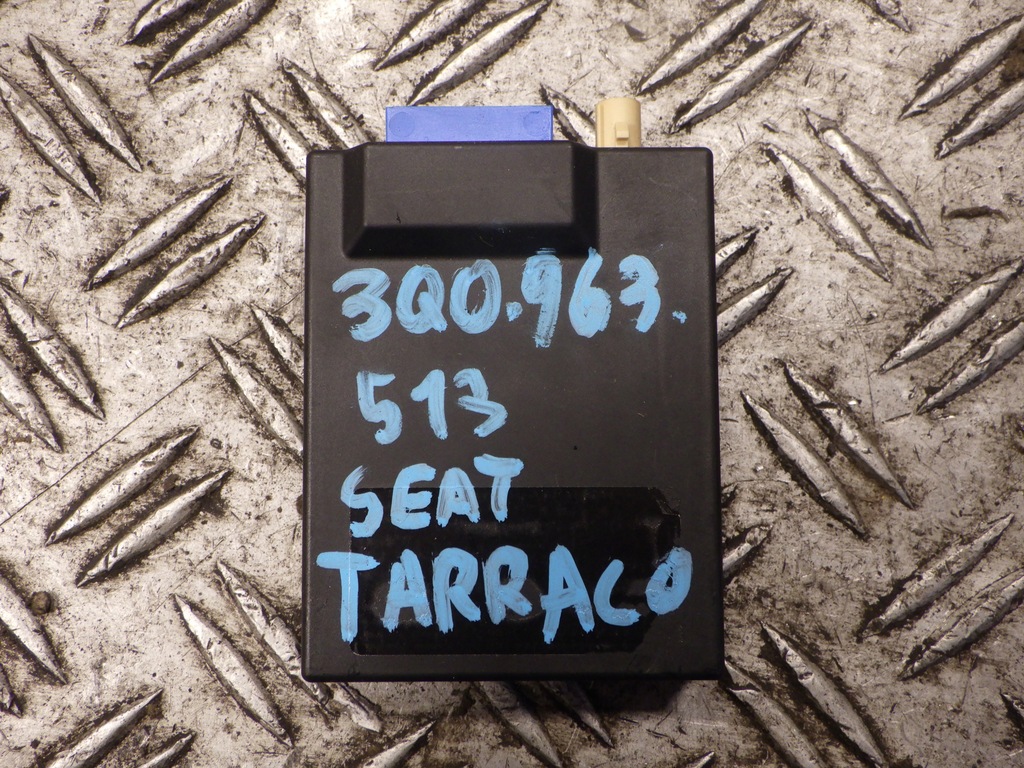 3Q0.963.
513
SEAT
TARRACO